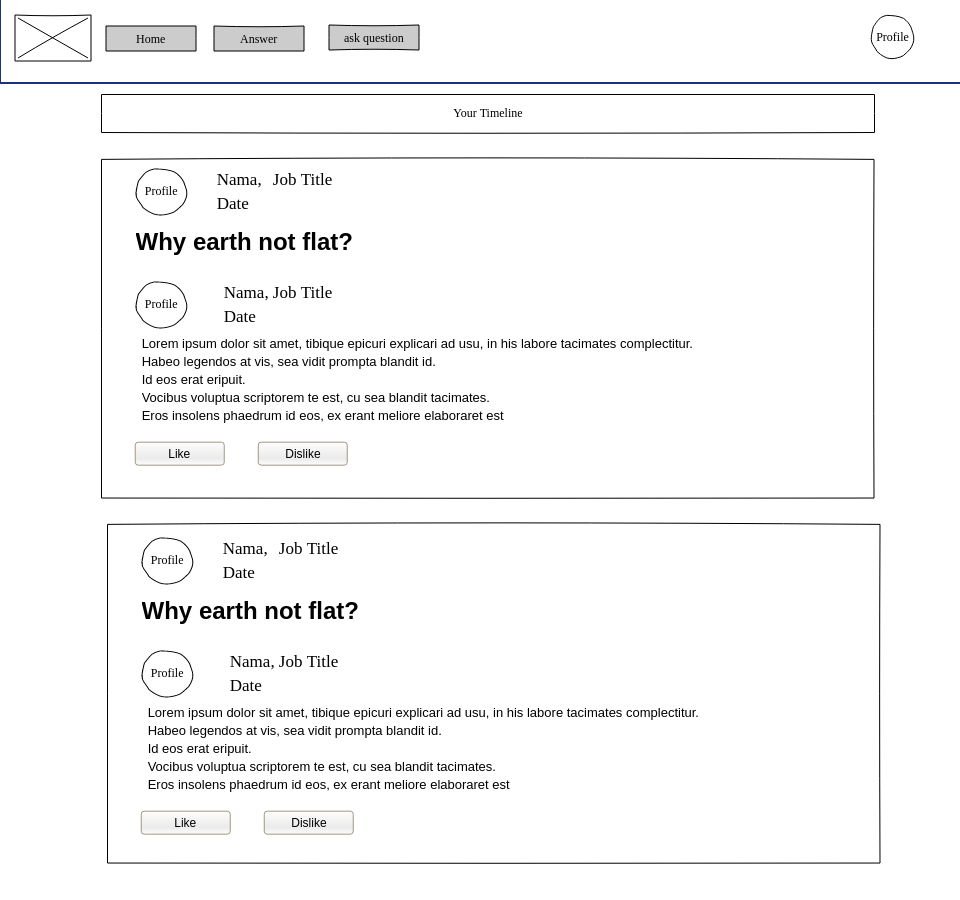 Home
Answer
ask question
Profile
Your Timeline
Profile
Nama, Job Title
Date
Why earth not flat?
Profile
Nama, Job Title
Date
Lorem ipsum dolor sit amet, tibique epicuri explicari ad usu, in his labore tacimates complectitur.
Habeo legendos at vis, sea vidit prompta blandit id.
Id eos erat eripuit.
Vocibus voluptua scriptorem te est, cu sea blandit tacimates.
Eros insolens phaedrum id eos, ex erant meliore elaboraret est
Like
Dislike
Profile
Nama, Job Title
Date
Why earth not flat?
Profile
Nama, Job Title
Date
Lorem ipsum dolor sit amet, tibique epicuri explicari ad usu, in his labore tacimates complectitur.
Habeo legendos at vis, sea vidit prompta blandit id.
Id eos erat eripuit.
Vocibus voluptua scriptorem te est, cu sea blandit tacimates.
Eros insolens phaedrum id eos, ex erant meliore elaboraret est
Like
Dislike